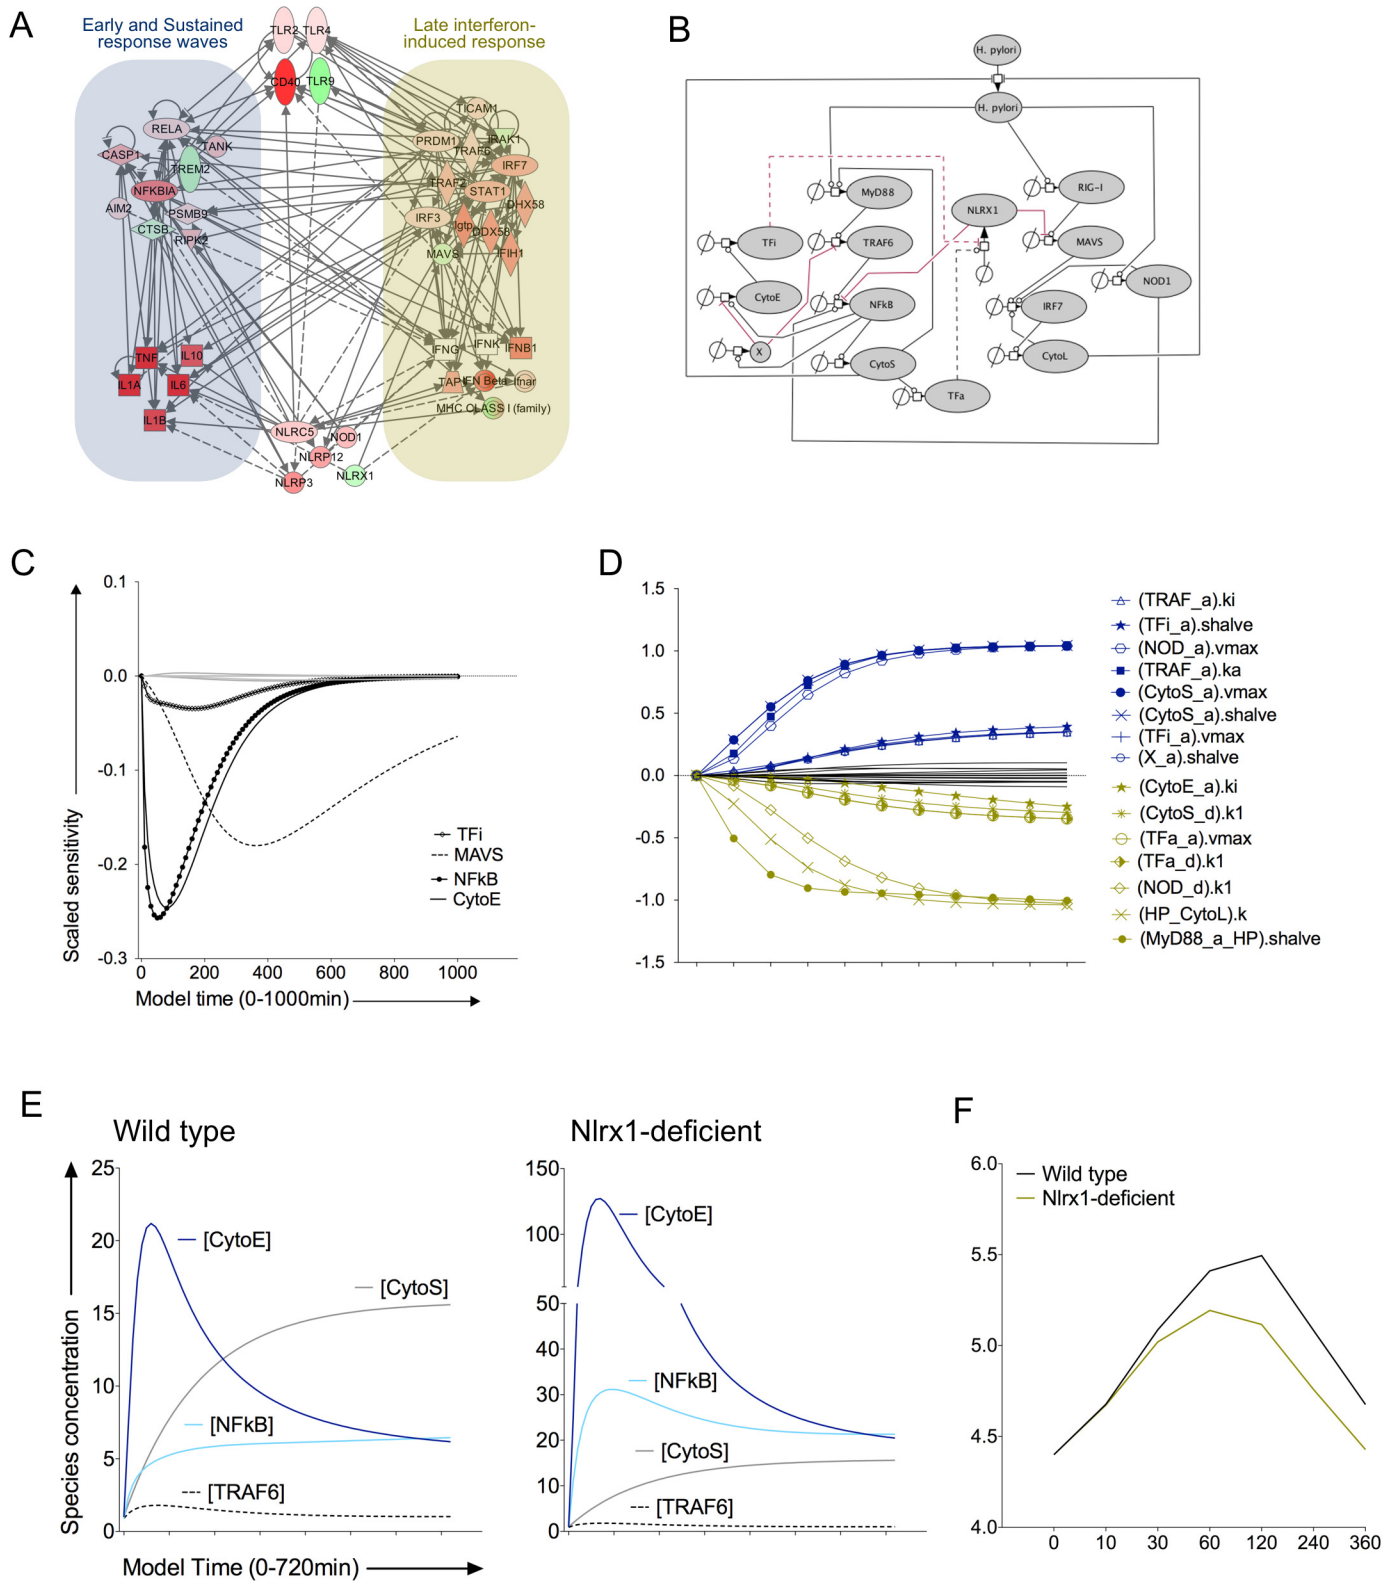 A
Early and Sustained
response waves
Late interferon-
induced response
TLR2
TLR4
CD40
TLR9
RELA
TANK
CASP1
TREM2
NFKBIA
AIM2
PSMB9
CTSB
RIPK2
TICAM1
PRDM1
IRAK1
TRAF6
IRF7
TRAF2
STAT1
DHX58
IRF3
Igtp
DDX58
MAVS
IFIH1
TNF
IL10
IL1A
IL6
IL1B
IFNG
IFNK
IFNB1
TAP1
IFN Beta
Ifnar
MHC CLASS I (family)
NLRC5
NOD1
NLRP12
NLRP3
NLRX1
B
H. pylori
H. pylori
MyD88
RIG-I
NLRX1
TFi
TRAF6
MAVS
CytoE
NFkB
NOD1
IRF7
X
CytoS
CytoL
TFa
C
0.1
0.0
-0.1
-0.2
-0.3
Scaled sensitivity
TFi
MAVS
NFkB
CytoE
0 200 400 600 800 1000
Model time (0-1000min)
D
1.5
1.0
0.5
0.0
-0.5
-1.0
-1.5
(TRAF_a).ki
(TFi_a).shalve
(NOD_a).vmax
(TRAF_a).ka
(CytoS_a).vmax
(CytoS_a).shalve
(TFi_a).vmax
(X_a).shalve
(CytoE_a).ki
(CytoS_d).k1
(TFa_a).vmax
(TFa_d).k1
(NOD_d).k1
(HP_CytoL).k
(MyD88_a_HP).shalve
E
Wild type
25
20
15
10
5
0
Species concentration
[CytoE]
[CytoS]
[NFkB]
[TRAF6]
Model Time (0-720min)
Nlrx1-deficient
150
100
50
40
30
20
10
0
[CytoE]
[NFkB]
[CytoS]
[TRAF6]
F
6.0
5.5
5.0
4.5
4.0
Wild type
Nlrx1-deficient
0 10 30 60 120 240 360